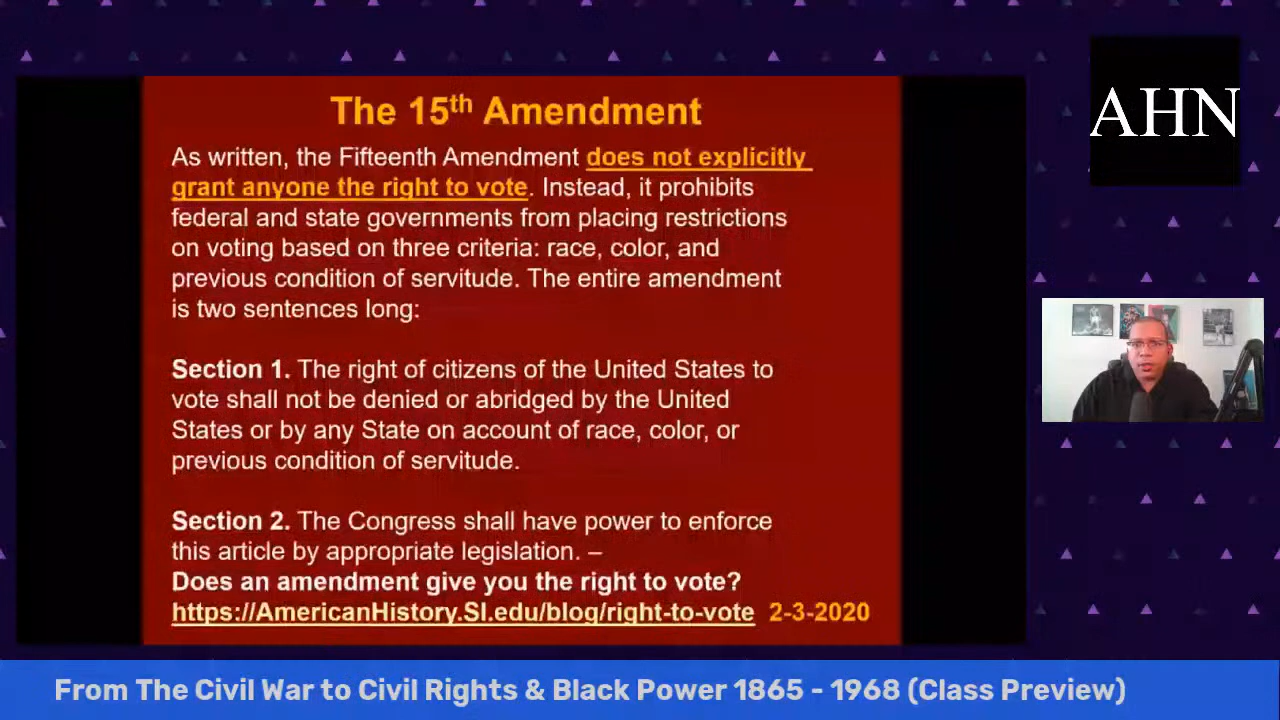 The 15th Amendment
As written, the Fifteenth Amendment does not explicitly
grant anyone the right to vote. Instead, it prohibits
federal and state governments from placing restrictions
on voting based on three criteria: race, color, and
previous condition of servitude. The entire amendment
is two sentences long:
Section 1. The right of citizens of the United States to
vote shall not be denied or abridged by the United
States or by any State on account of race, color, or
previous condition of servitude.
Section 2. The Congress shall have power to enforce
this article by appropriate legislation. –
Does an amendment give you the right to vote?
https://AmericanHistory.SI.edu/blog/right-to-vote 2-3-2020
AHN
From The Civil War to Civil Rights & Black Power 1865 - 1968 (Class Preview)